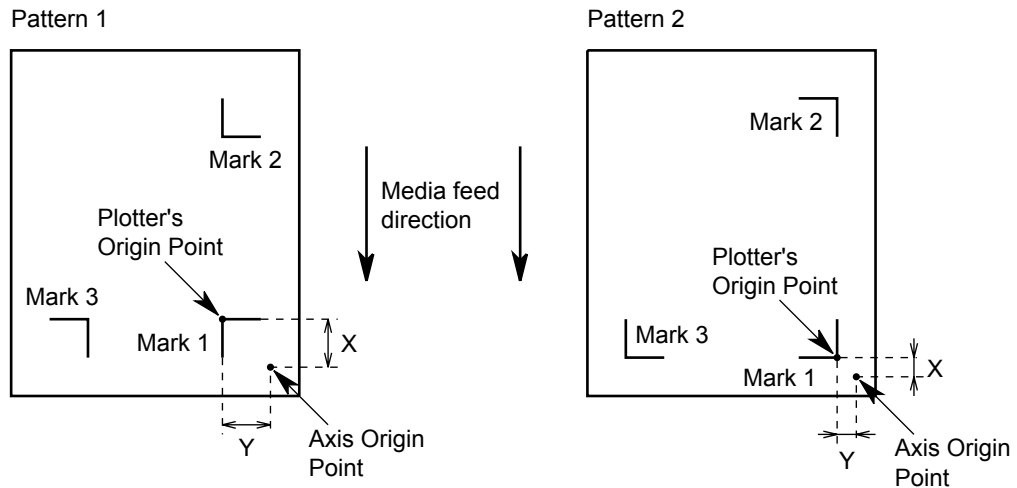 Pattern 1
Mark 2
Plotter's
Origin Point
Mark 3
Mark 1
X
Y
Axis Origin
Point
Media feed
direction
Pattern 2
Mark 2
Plotter's
Origin Point
Mark 3
Mark 1
X
Y
Axis Origin
Point